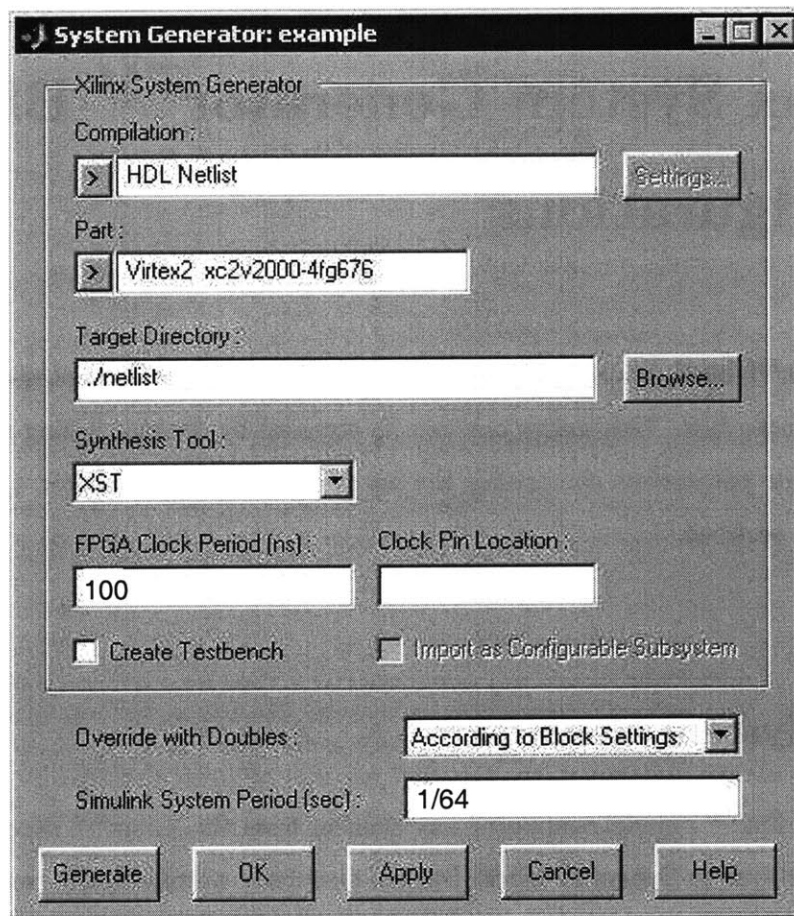 System Generator: example
Xilinx System Generator
Compilation :
> HDL Netlist Settings...
Part :
> Virtex2 xc2v2000-4fg676
Target Directory :
./netlist Browse...
Synthesis Tool :
XST
FPGA Clock Period (ns) : Clock Pin Location :
100
Create Testbench Import as Configurable Subsystem
Override with Doubles : According to Block Settings
Simulink System Period (sec) : 1/64
Generate OK Apply Cancel Help